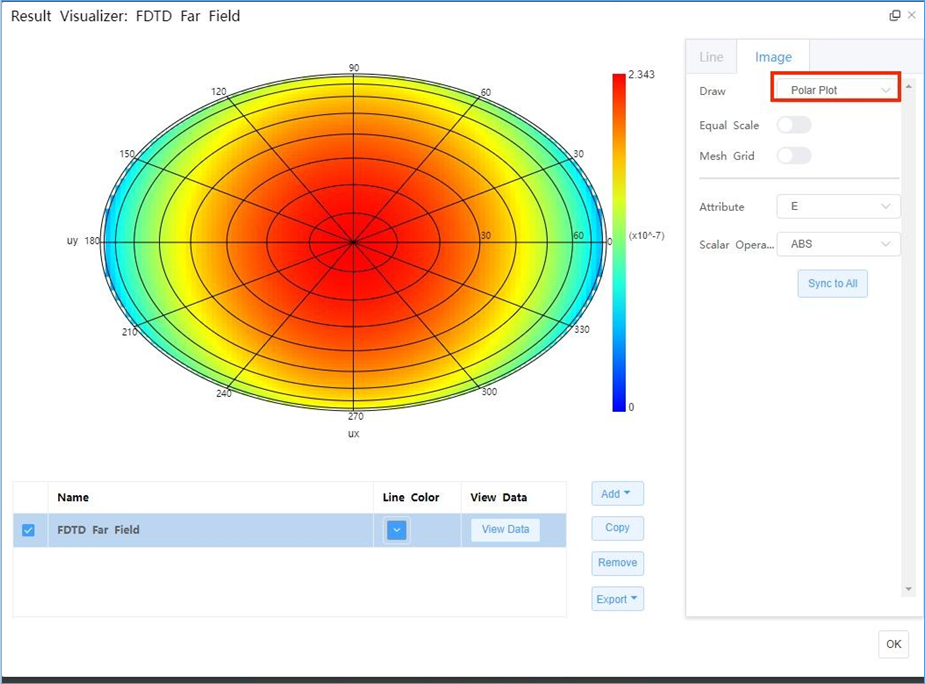 Result Visualizer: FDTD Far Field
Line
Image
Draw
Polar Plot
Equal Scale
Mesh Grid
Attribute
E
Scalar Opera...
ABS
Sync to All
90
120
60
150
30
uy 180
30
60
0
210
330
240
300
270
ux
2.343
(x10^-7)
0
Name
Line Color
View Data
FDTD Far Field
View Data
Add
Copy
Remove
Export
OK